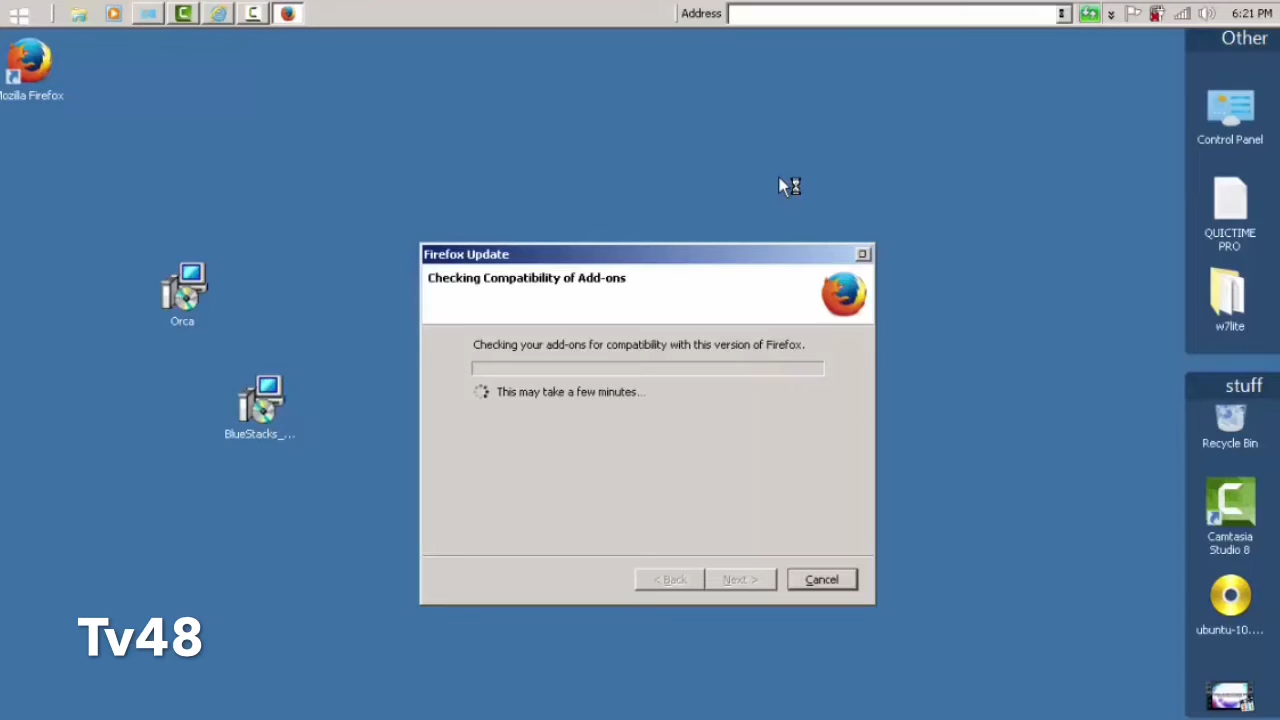 Address
6:21 PM
Mozilla Firefox
Other
Control Panel
QUICTIME
PRO
w7lite
Firefox Update
Checking Compatibility of Add-ons
Checking your add-ons for compatibility with this version of Firefox.
This may take a few minutes...
< Back
Next >
Cancel
Orca
BlueStacks_...
stuff
Recycle Bin
Camtasia
Studio 8
ubuntu-10....
Tv48